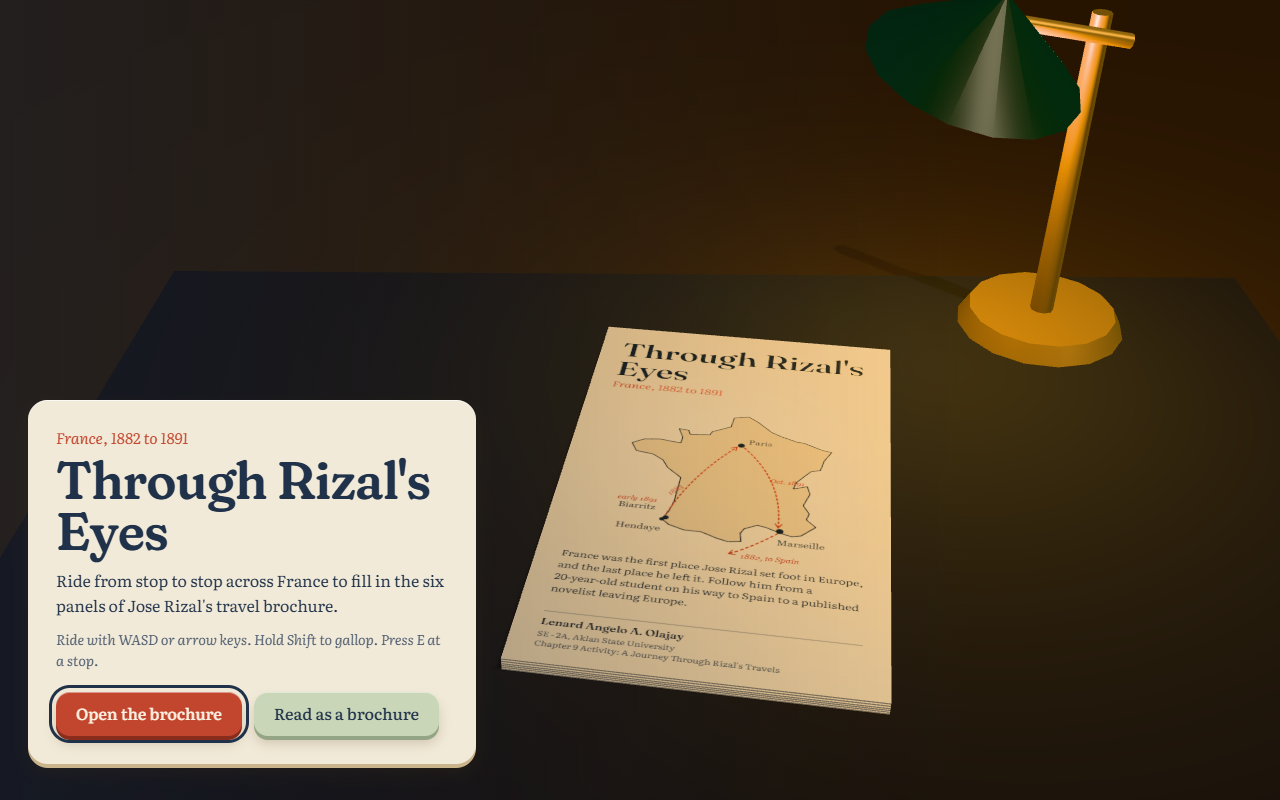 France, 1882 to 1891
Through Rizal's
Eyes
Ride from stop to stop across France to fill in the six
panels of Jose Rizal's travel brochure.
Ride with WASD or arrow keys. Hold Shift to gallop. Press E at
a stop.
Open the brochure
Read as a brochure
Through Rizal's
Eyes
France, 1882 to 1891
Paris
Oct. 1891
early 1891
Biarritz
Hendaye
Marseille
1882, to Spain
France was the first place Jose Rizal set foot in Europe,
and the last place he left it. Follow him from a
20-year-old student on his way to Spain to a published
novelist leaving Europe.
Lenard Angelo A. Olajay
SE - 2A, Aklan State University
Chapter 9 Activity: A Journey Through Rizal's Travels